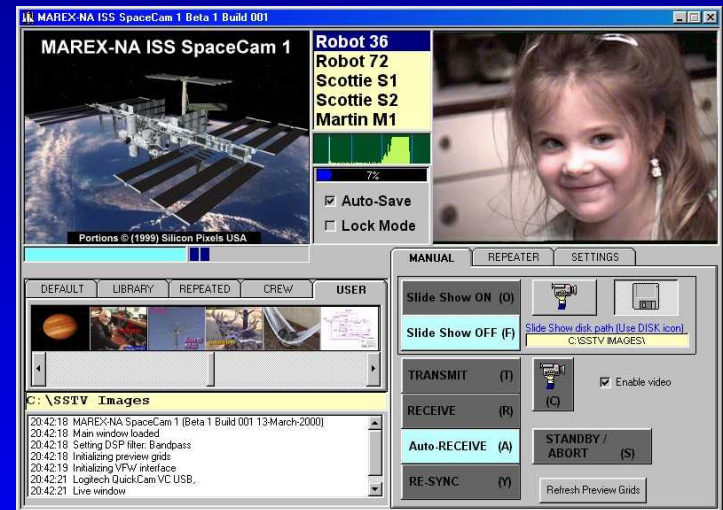 MAREX-NA ISS SpaceCam 1 Beta 1 Build 001
MAREX-NA ISS SpaceCam 1
Portions © (1999) Silicon Pixels USA
Robot 36
Robot 72
Scottie S1
Scottie S2
Martin M1
7%
Auto-Save
Lock Mode
DEFAULT
LIBRARY
REPEATED
CREW
USER
C:\SSTV Images
20:42:18 MAREX-NA SpaceCam 1 (Beta 1 Build 001 13-March-2000)
20:42:18 Main window loaded
20:42:18 Setting DSP filter: Bandpass
20:42:18 Initializing preview grids
20:42:19 Initializing VFW interface
20:42:21 Logitech QuickCam VC USB,
20:42:21 Live window
MANUAL
REPEATER
SETTINGS
Slide Show ON (O)
Slide Show OFF (F)
Slide Show disk path (Use DISK icon)
C:\SSTV IMAGES\
TRANSMIT (T)
RECEIVE (R)
Auto-RECEIVE (A)
RE-SYNC (Y)
(C)
Enable video
STANDBY /
ABORT (S)
Refresh Preview Grids